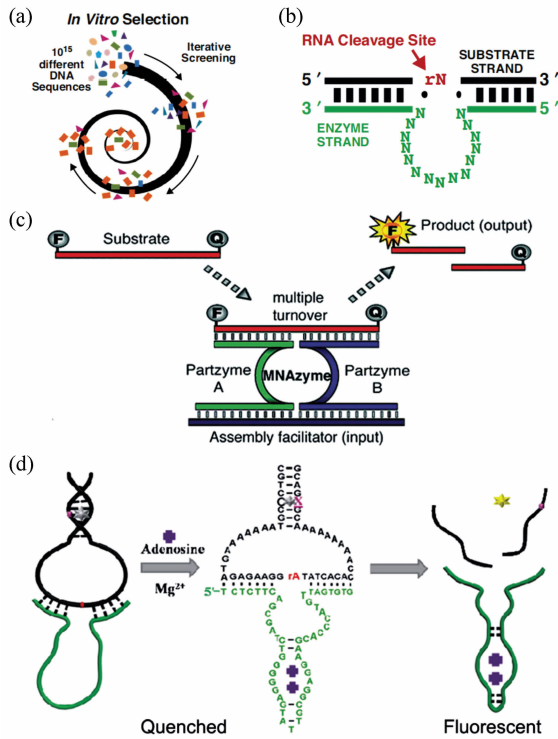 (a)
In Vitro Selection
10¹⁵
different
DNA
Sequences
Iterative
Screening
(b)
RNA Cleavage Site
rN
SUBSTRATE
STRAND
5 ′
3 ′
3 ′
5 ′
ENZYME
STRAND
N N N N N N N N N N N N N N N
(c)
F
Substrate
Q
F
Product (output)
Q
multiple
turnover
F
Q
Partzyme
A
MNAzyme
Partzyme
B
Assembly facilitator (input)
(d)
Adenosine
Mg²⁺
AGAGAAGG rA TATCACAC
5'–TCTCTTC
TAGTGTG
Quenched
Fluorescent